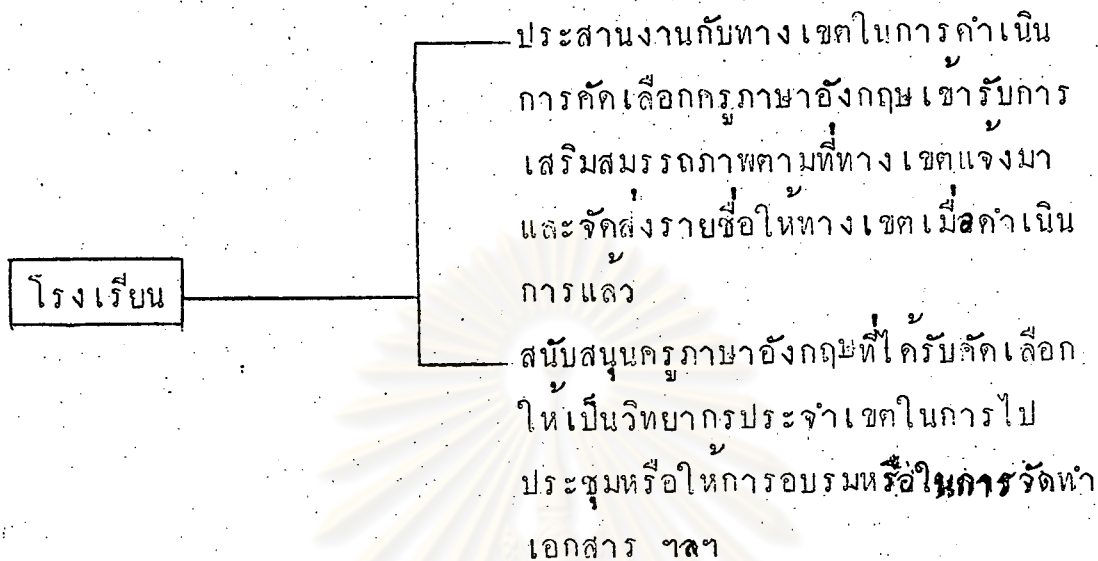 ประสานงานกับทางเขตในการดำเนิน
การคัดเลือกครูภาษาอังกฤษเข้ารับการ
เสริมสมรรถภาพตามที่ทางเขตแจ้งมา
และจัดส่งรายชื่อให้ทางเขตเมื่อดำเนิน
การแล้ว
โรงเรียน
สนับสนุนครูภาษาอังกฤษที่ได้รับคัดเลือก
ให้เป็นวิทยากรประจำเขตในการไป
ประชุมหรือให้การอบรมหรือในการจัดทำ
เอกสาร ฯลฯ